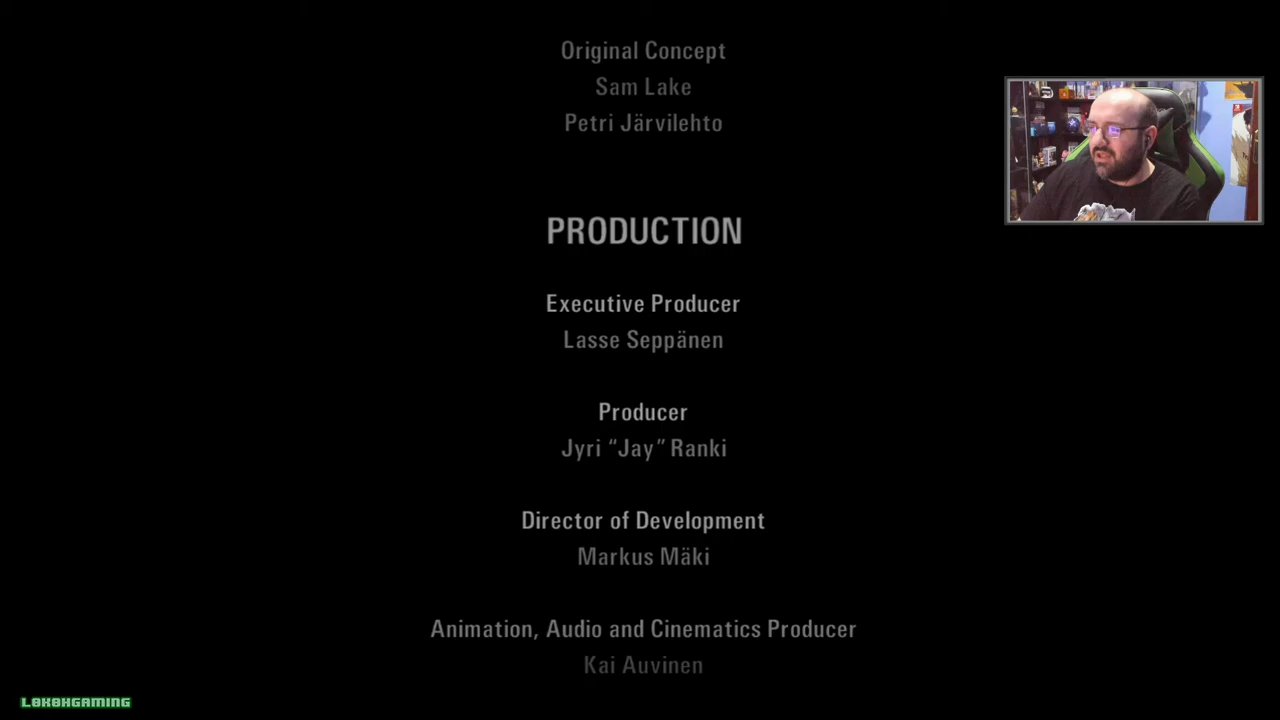 Original Concept
Sam Lake
Petri Järvilehto
PRODUCTION
Executive Producer
Lasse Seppänen
Producer
Jyri “Jay” Ranki
Director of Development
Markus Mäki
Animation, Audio and Cinematics Producer
Kai Auvinen
L0K0XGAMING